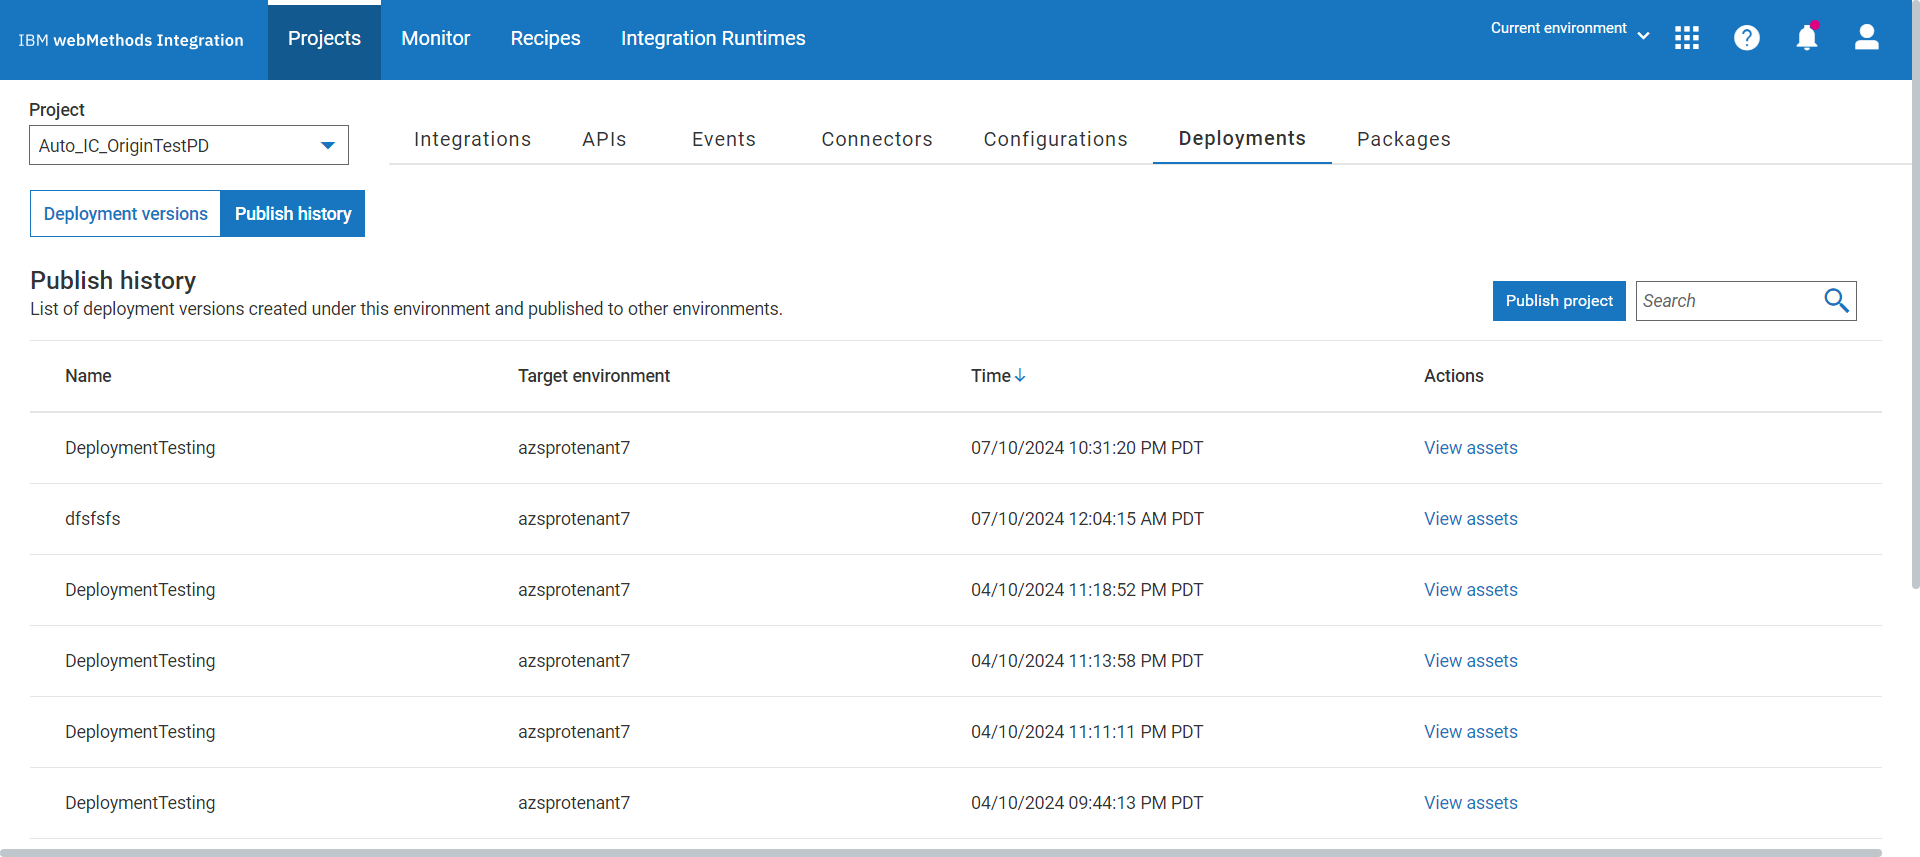 IBM webMethods Integration
Projects
Monitor
Recipes
Integration Runtimes
Current environment
?
Project
Auto_IC_OriginTestPD
Integrations
APIs
Events
Connectors
Configurations
Deployments
Packages
Deployment versions
Publish history
Publish history
List of deployment versions created under this environment and published to other environments.
Publish project
Search
Name
Target environment
Time
Actions
DeploymentTesting
azsprotenant7
07/10/2024 10:31:20 PM PDT
View assets
dfsfsfs
azsprotenant7
07/10/2024 12:04:15 AM PDT
View assets
DeploymentTesting
azsprotenant7
04/10/2024 11:18:52 PM PDT
View assets
DeploymentTesting
azsprotenant7
04/10/2024 11:13:58 PM PDT
View assets
DeploymentTesting
azsprotenant7
04/10/2024 11:11:11 PM PDT
View assets
DeploymentTesting
azsprotenant7
04/10/2024 09:44:13 PM PDT
View assets